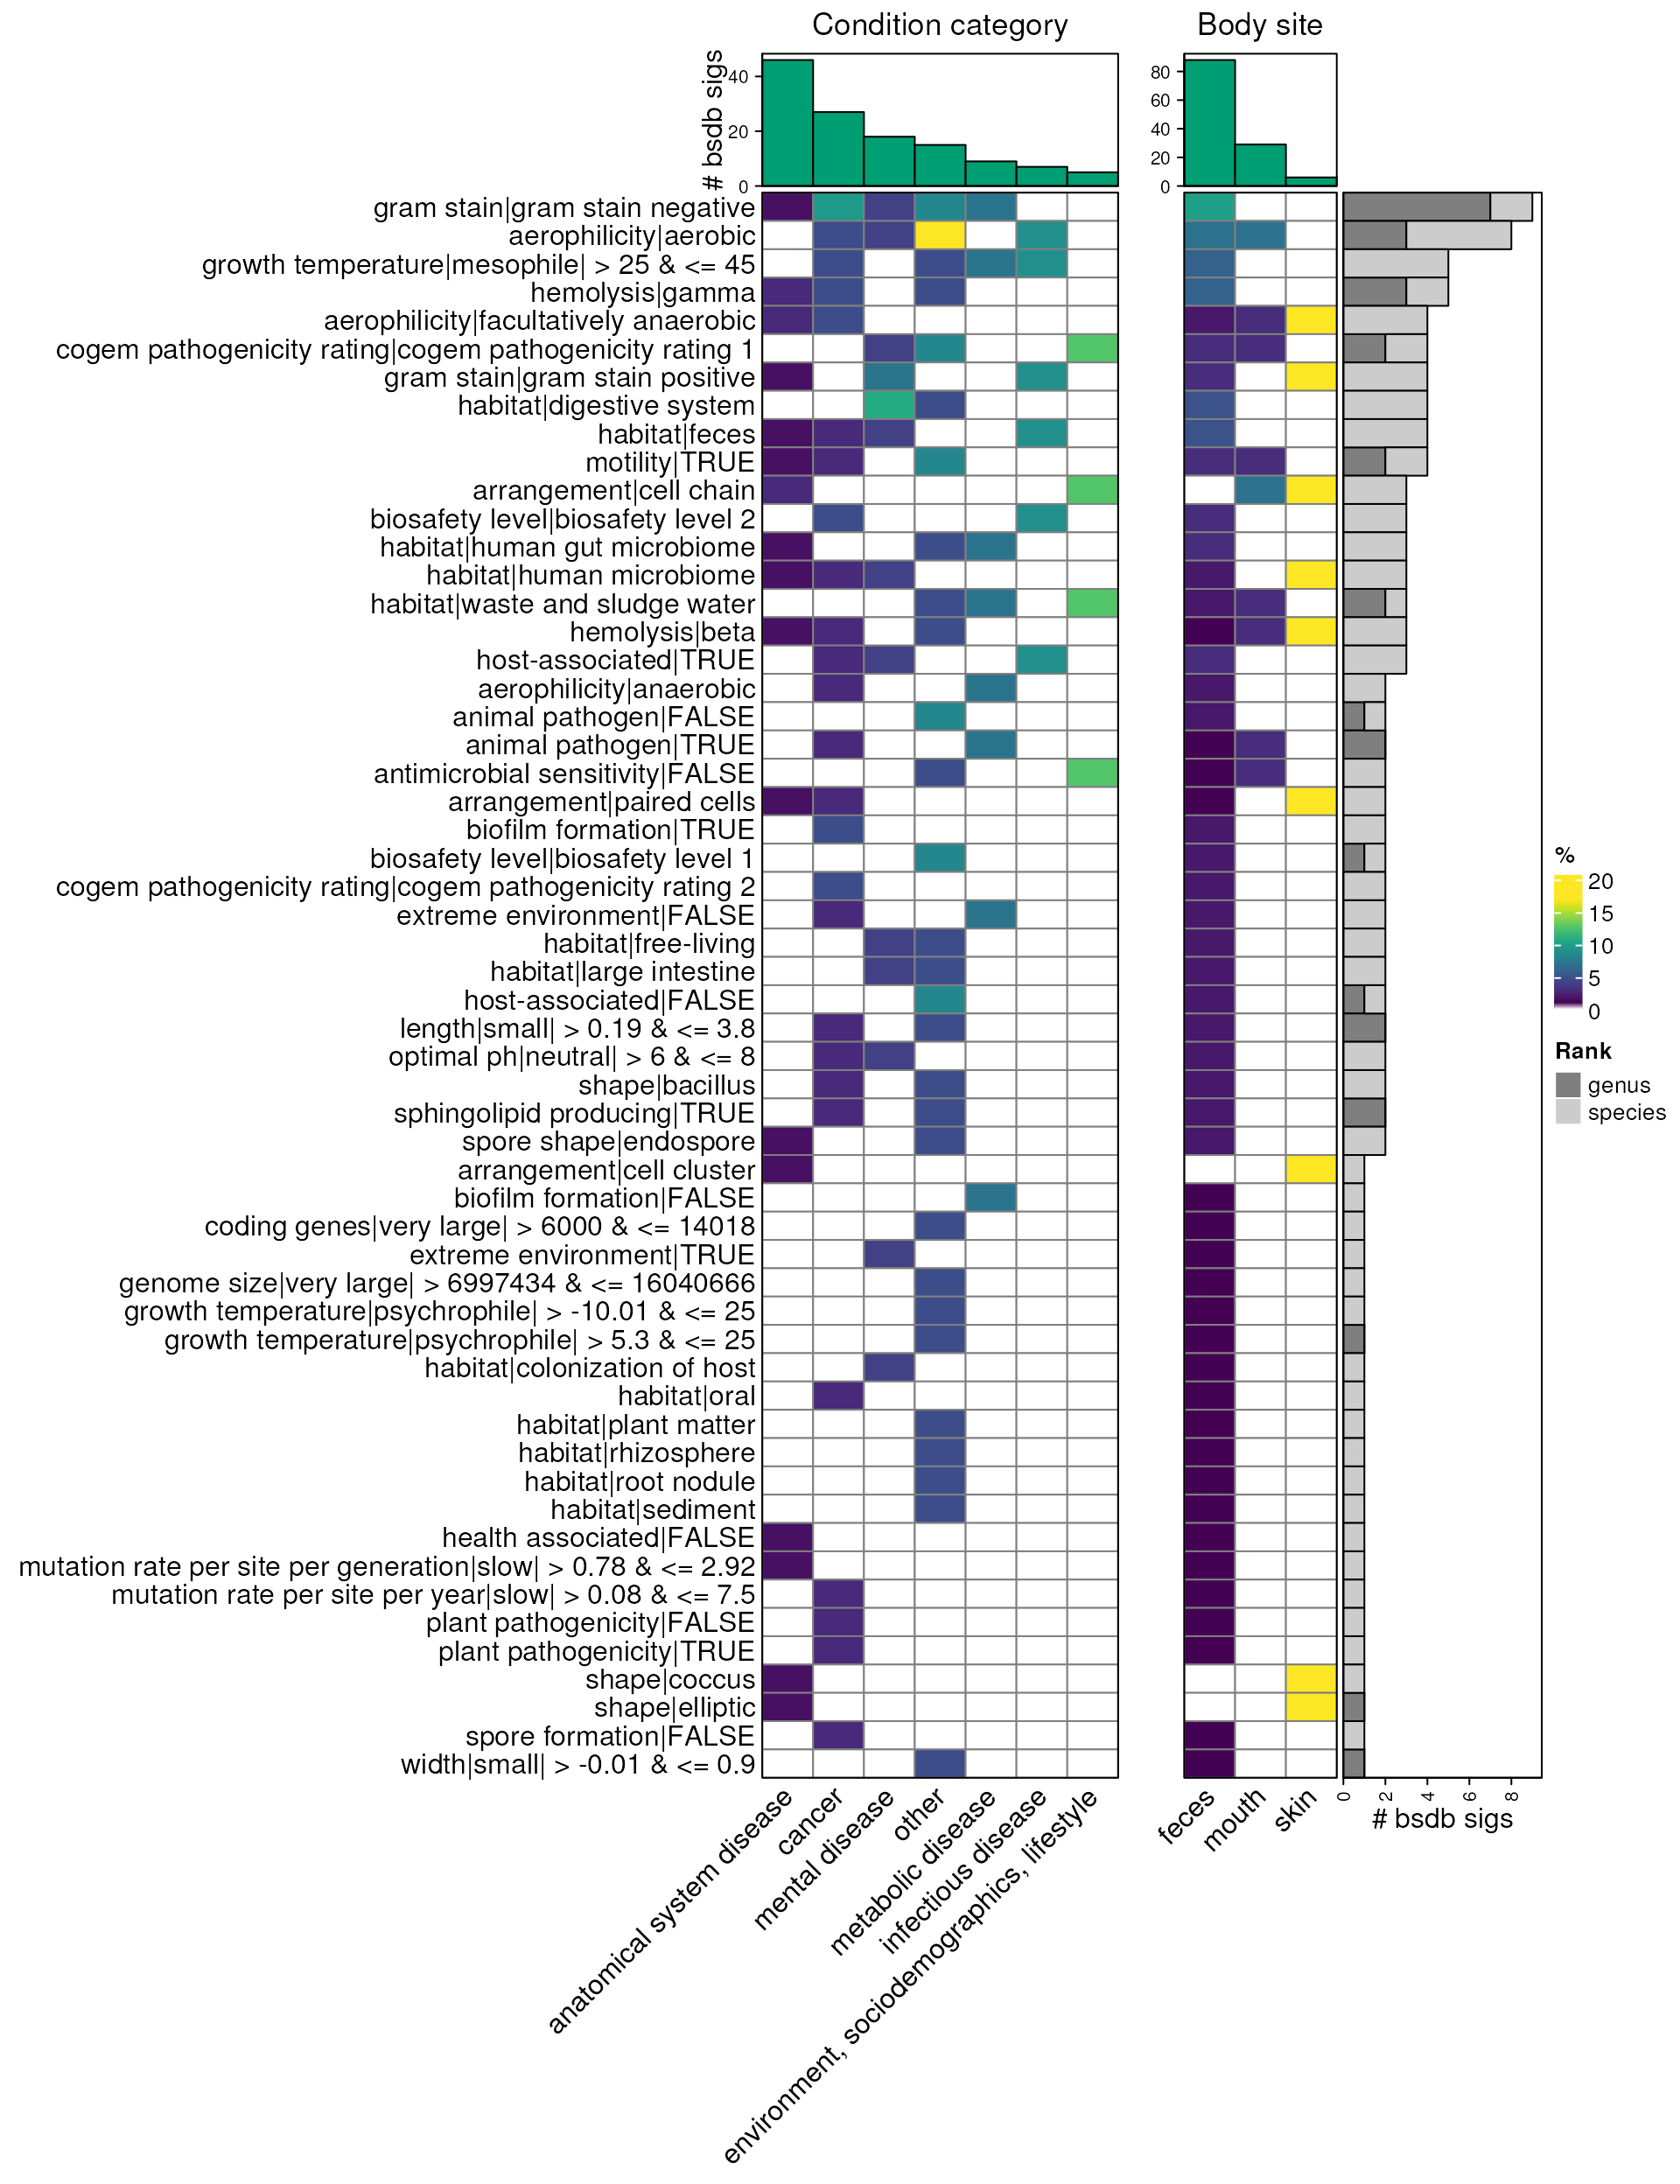 Condition category
Body site
# bsdb sigs
40
20
0
80
60
40
20
0
gram stain|gram stain negative
aerophilicity|aerobic
growth temperature|mesophile| > 25 & <= 45
hemolysis|gamma
aerophilicity|facultatively anaerobic
cogem pathogenicity rating|cogem pathogenicity rating 1
gram stain|gram stain positive
habitat|digestive system
habitat|feces
motility|TRUE
arrangement|cell chain
biosafety level|biosafety level 2
habitat|human gut microbiome
habitat|human microbiome
habitat|waste and sludge water
hemolysis|beta
host-associated|TRUE
aerophilicity|anaerobic
animal pathogen|FALSE
animal pathogen|TRUE
antimicrobial sensitivity|FALSE
arrangement|paired cells
biofilm formation|TRUE
biosafety level|biosafety level 1
cogem pathogenicity rating|cogem pathogenicity rating 2
extreme environment|FALSE
habitat|free-living
habitat|large intestine
host-associated|FALSE
length|small| > 0.19 & <= 3.8
optimal ph|neutral| > 6 & <= 8
shape|bacillus
sphingolipid producing|TRUE
spore shape|endospore
arrangement|cell cluster
biofilm formation|FALSE
coding genes|very large| > 6000 & <= 14018
extreme environment|TRUE
genome size|very large| > 6997434 & <= 16040666
growth temperature|psychrophile| > -10.01 & <= 25
growth temperature|psychrophile| > 5.3 & <= 25
habitat|colonization of host
habitat|oral
habitat|plant matter
habitat|rhizosphere
habitat|root nodule
habitat|sediment
health associated|FALSE
mutation rate per site per generation|slow| > 0.78 & <= 2.92
mutation rate per site per year|slow| > 0.08 & <= 7.5
plant pathogenicity|FALSE
plant pathogenicity|TRUE
shape|coccus
shape|elliptic
spore formation|FALSE
width|small| > -0.01 & <= 0.9
anatomical system disease
cancer
mental disease
other
metabolic disease
infectious disease
environment, sociodemographics, lifestyle
feces
mouth
skin
0
2
4
6
8
# bsdb sigs
%
20
15
10
5
0
Rank
genus
species